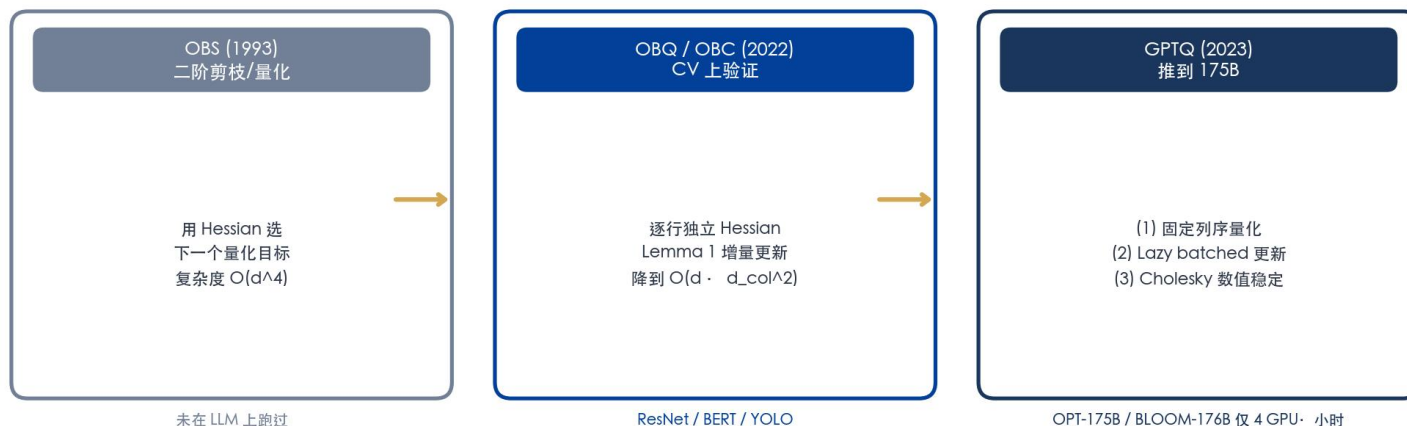 OBS (1993)
二阶剪枝/量化
用 Hessian 选
下一个量化目标
复杂度 O(d^4)
未在 LLM 上跑过
OBQ / OBC (2022)
CV 上验证
逐行独立 Hessian
Lemma 1 增量更新
降到 O(d · d_col^2)
ResNet / BERT / YOLO
GPTQ (2023)
推到 175B
(1) 固定列序量化
(2) Lazy batched 更新
(3) Cholesky 数值稳定
OPT-175B / BLOOM-176B 仅 4 GPU· 小时